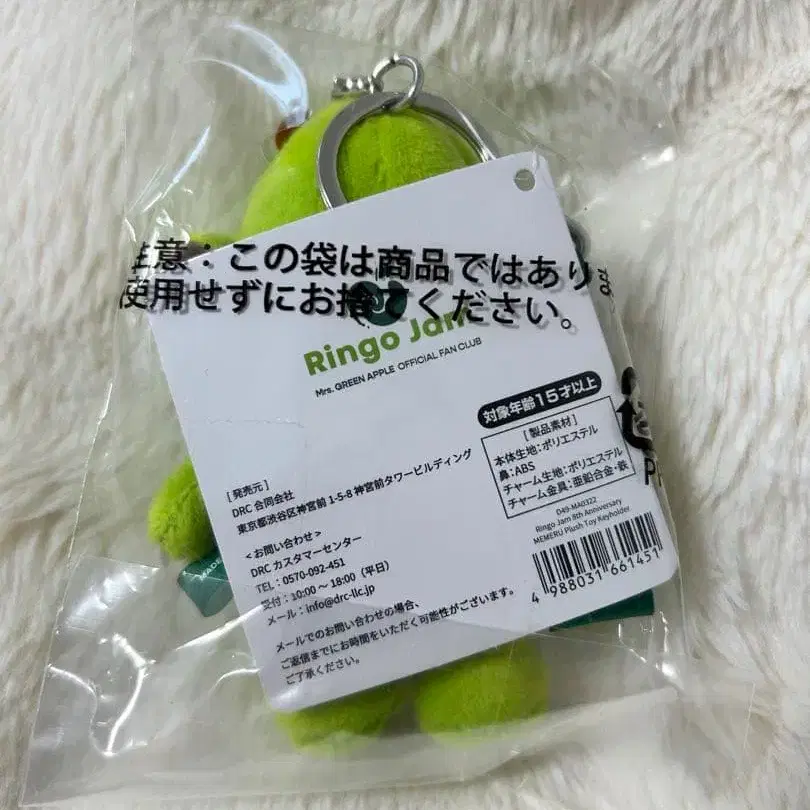 意：この袋は商品ではあり
使用せずにお捨てください。
Ringo Jam
Mrs. GREEN APPLE OFFICIAL FAN CLUB
対象年齢15才以上
[製品素材]
本体生地：ポリエステル
鼻：ABS
チャーム生地：ポリエステル
チャーム金具：亜鉛合金・鉄
[発売元]
DRC 合同会社
東京都渋谷区神宮前 1-5-8 神宮前タワービルディング
<お問い合わせ>
DRC カスタマーセンター
TEL：0570-092-451
受付：10:00～18:00（平日）
メール：info@drc-llc.jp
メールでのお問い合わせの場合、
ご返信までにお時間をいただく可能性がございます。
ご了承ください。
D49-MA0322
Ringo Jam 8th Anniversary
MEMERU Plush Toy Keyholder
4 988031 661451
MADE